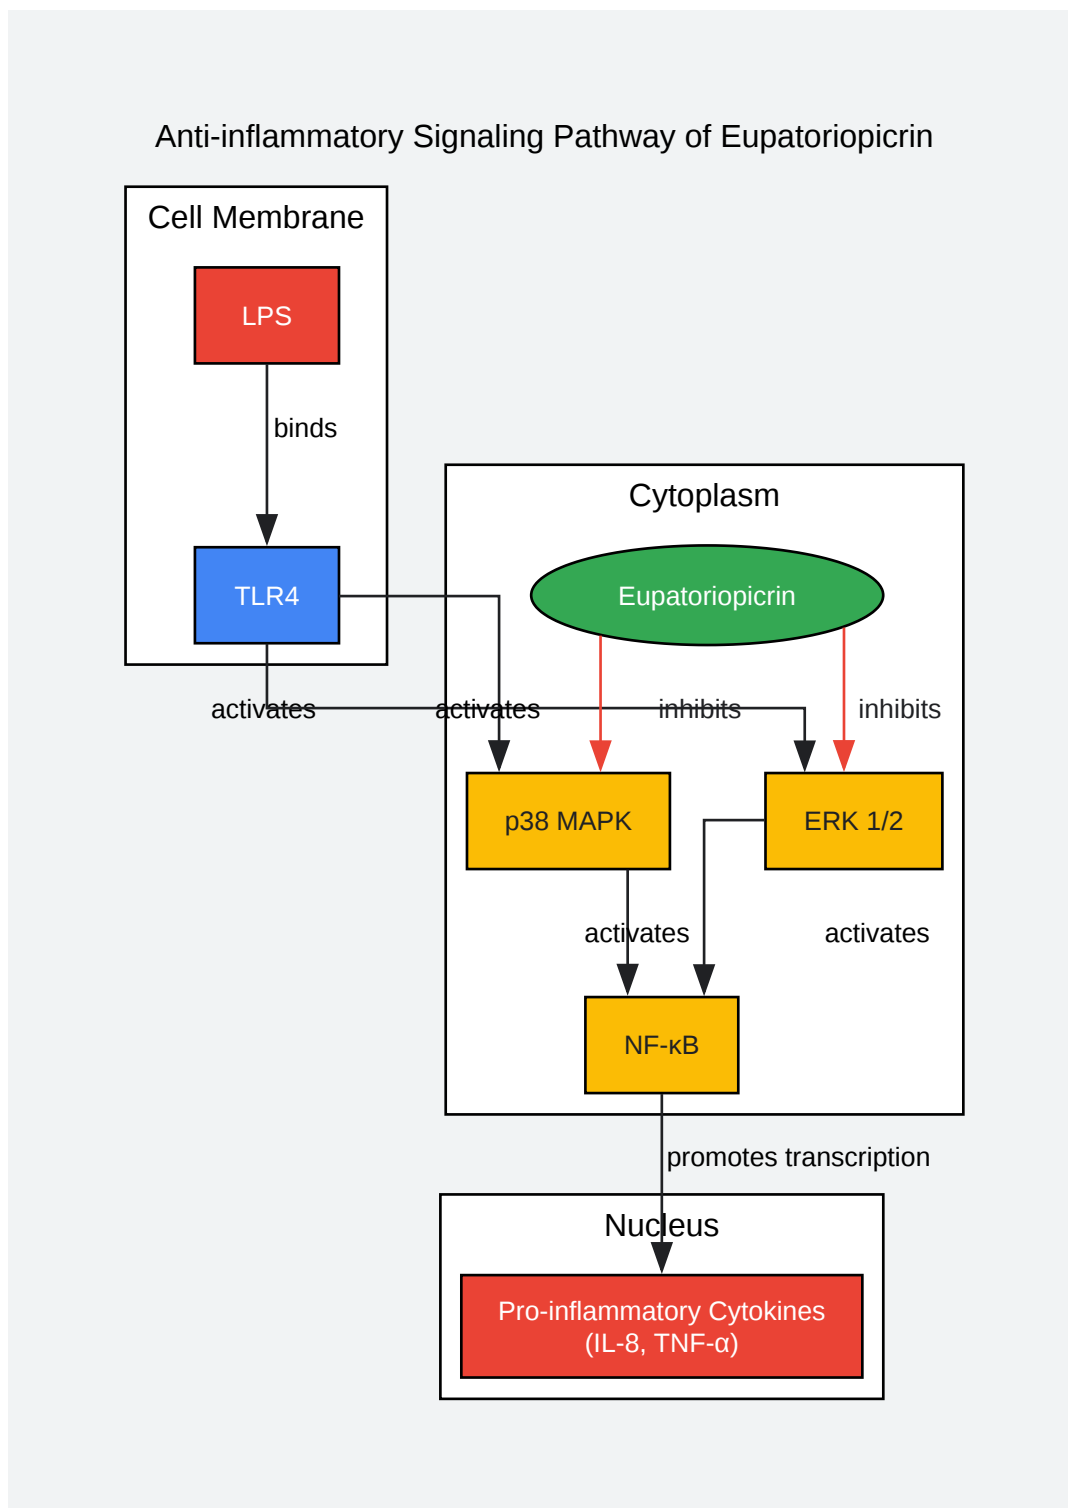 Anti-inflammatory Signaling Pathway of Eupatoriopicrin
Cell Membrane
LPS
binds
Cytoplasm
TLR4
Eupatoriopicrin
activates
activates
inhibits
inhibits
p38 MAPK
ERK 1/2
activates
activates
NF-κB
promotes transcription
Nucleus
Pro-inflammatory Cytokines
(IL-8, TNF-α)